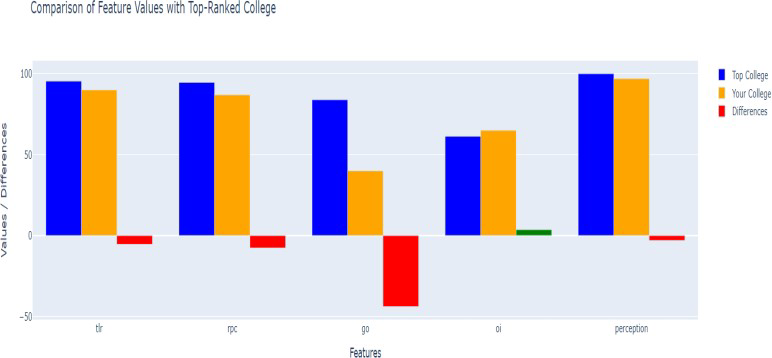 Comparison of Feature Values with Top-Ranked College
Values / Differences
100
50
0
−50
tlr
rpc
go
oi
perception
Features
Top College
Your College
Differences